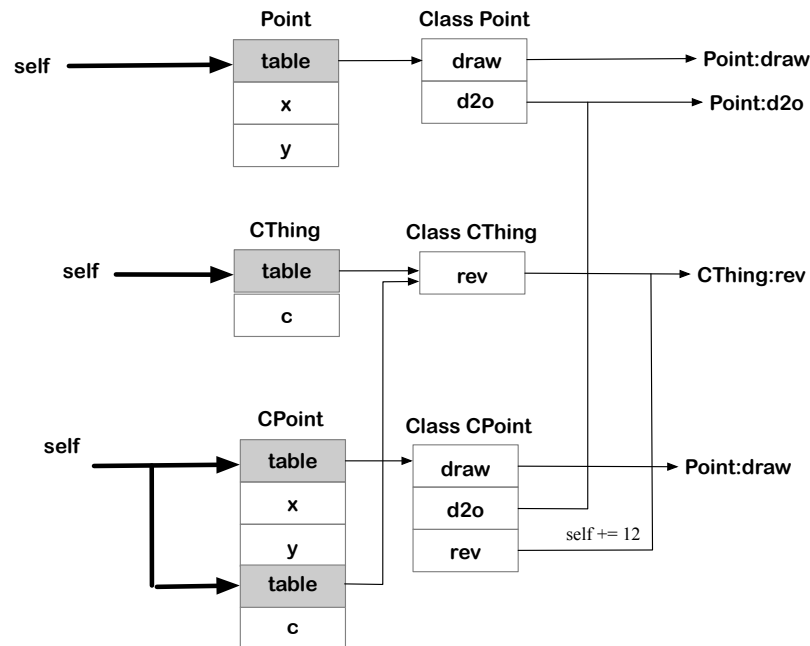 Point
Class Point
self
table
draw
Point:draw
x
d2o
Point:d2o
y
CThing
Class CThing
self
table
rev
CThing:rev
c
CPoint
Class CPoint
self
table
draw
Point:draw
x
d2o
y
rev
self += 12
table
c